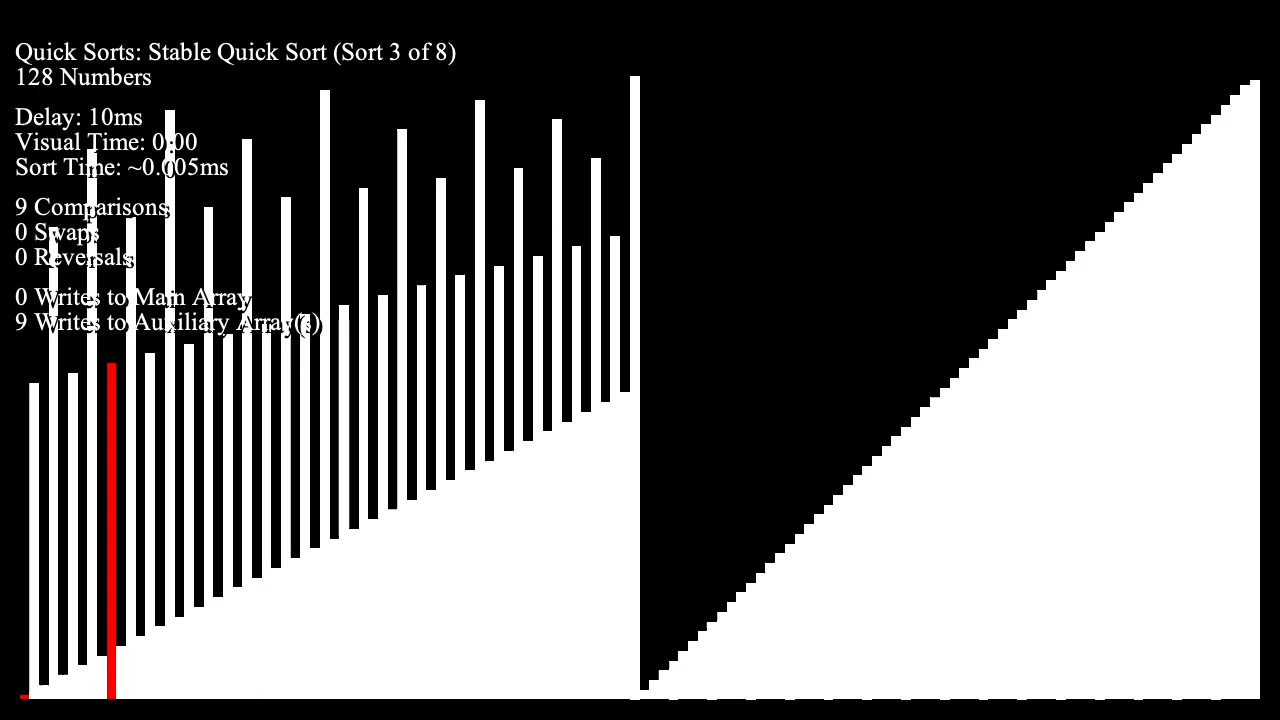 Quick Sorts: Stable Quick Sort (Sort 3 of 8)
128 Numbers
Delay: 10ms
Visual Time: 0:00
Sort Time: ~0.005ms
9 Comparisons
0 Swaps
0 Reversals
0 Writes to Main Array
9 Writes to Auxiliary Array(s)